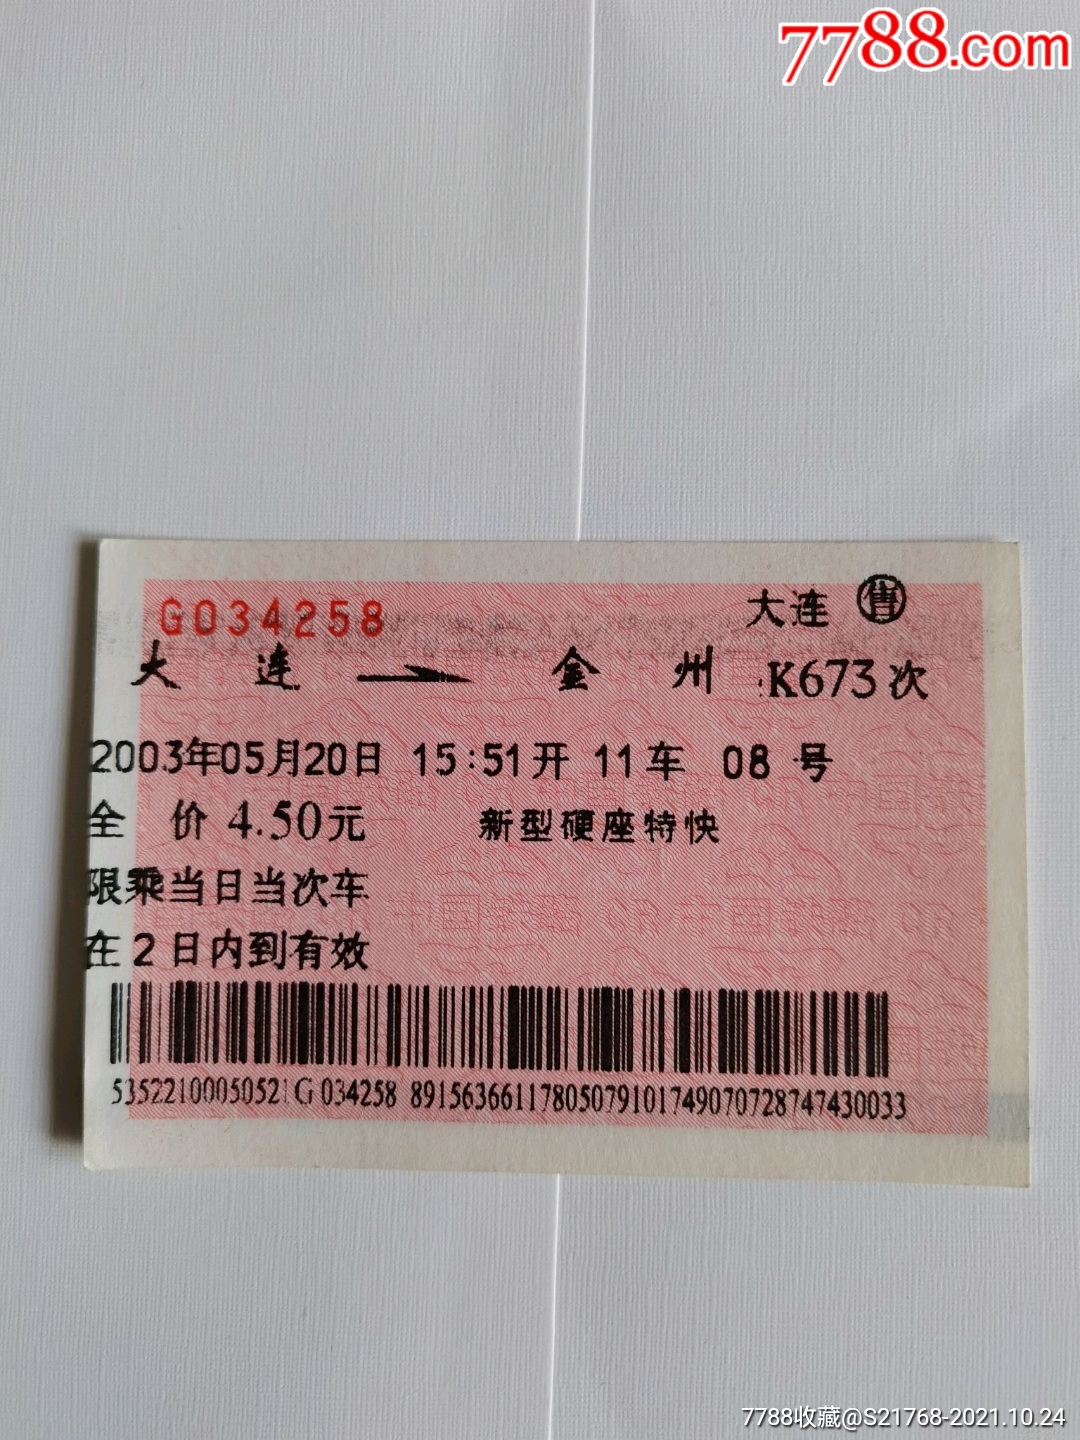 7788.com
G034258
大连 售
大连 金州 K673次
2003年05月20日 15:51开 11车 08号
全 价 4.50元 新型硬座特快
限乘当日当次车
在2日内到有效
53522100050521G034258 89156366117805079101749070728747430033
7788收藏@S21768-2021.10.24